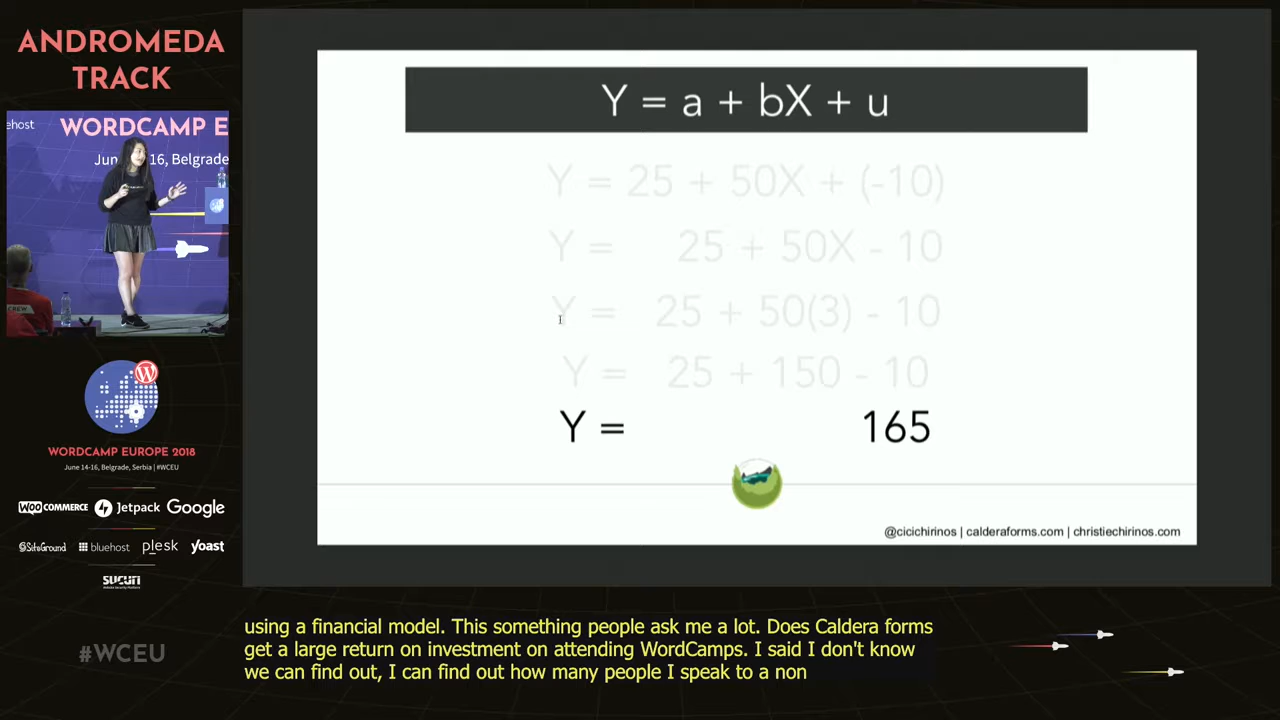 ANDROMEDA
TRACK
ehost
WORDCAMP E
Jun 16, Belgrade
WORDCAMP EUROPE 2018
June 14-16, Belgrade, Serbia | #WCEU
WOO COMMERCE Jetpack Google
SiteGround bluehost plesk yoast
SUCURI
#WCEU
Y = a + bX + u
Y = 25 + 50X + (-10)
Y = 25 + 50X - 10
Y = 25 + 50(3) - 10
Y = 25 + 150 - 10
Y = 165
@cicichirinos | calderaforms.com | christiechirinos.com
using a financial model. This something people ask me a lot. Does Caldera forms
get a large return on investment on attending WordCamps. I said I don't know
we can find out, I can find out how many people I speak to a non